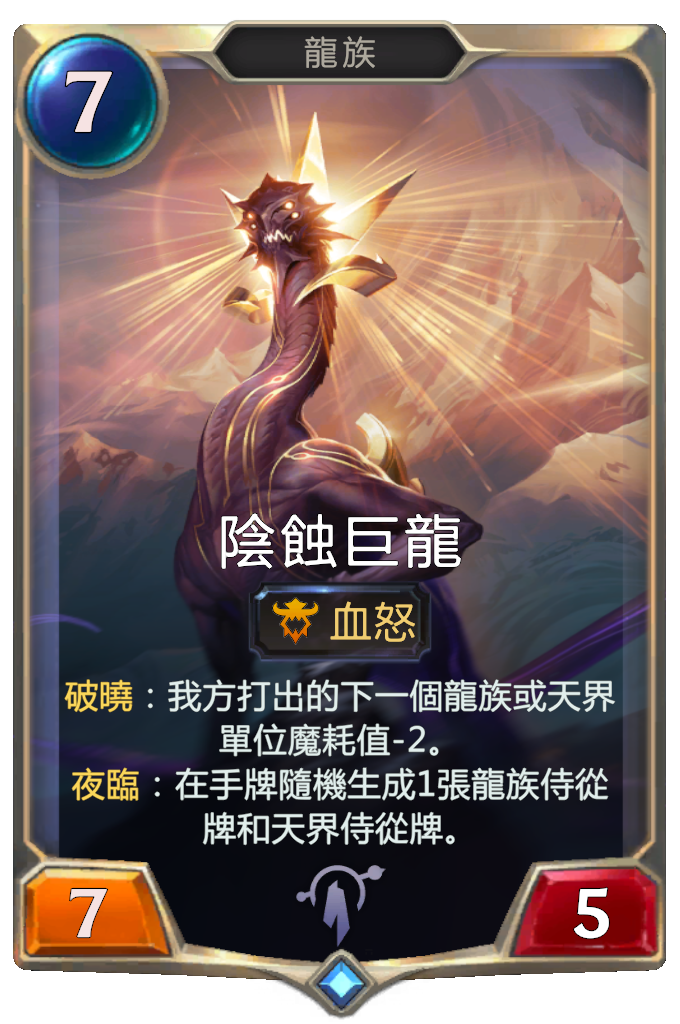 龍族
7
陰蝕巨龍
血怒
破曉：我方打出的下一個龍族或天界
單位魔耗值-2。
夜臨：在手牌隨機生成1張龍族侍從
牌和天界侍從牌。
7
5